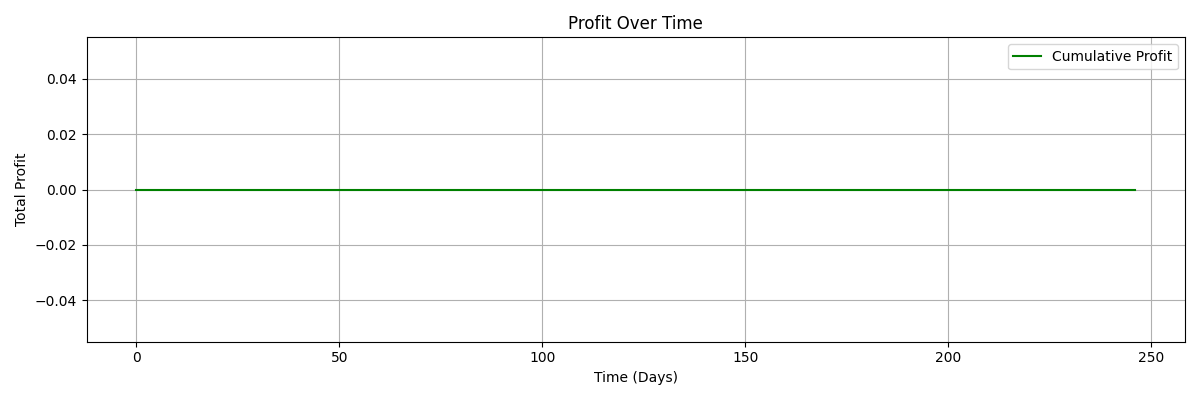 Profit Over Time
Cumulative Profit
0.04
0.02
0.00
−0.02
−0.04
Total Profit
0 50 100 150 200 250
Time (Days)